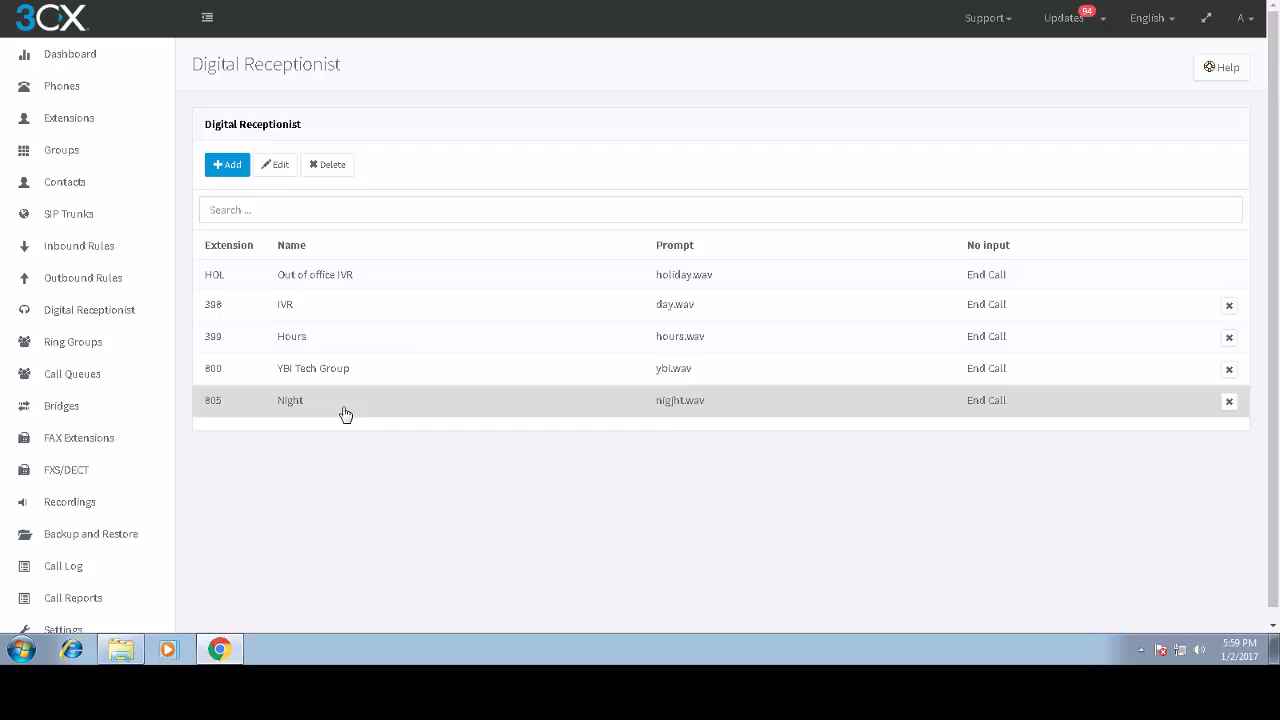 3CX
Support
Updates 94
English
A
Dashboard
Phones
Extensions
Groups
Contacts
SIP Trunks
Inbound Rules
Outbound Rules
Digital Receptionist
Ring Groups
Call Queues
Bridges
FAX Extensions
FXS/DECT
Recordings
Backup and Restore
Call Log
Call Reports
Settings
Digital Receptionist
Help
Digital Receptionist
Add Edit Delete
Search ...
Extension Name Prompt No input
HOL Out of office IVR holiday.wav End Call
398 IVR day.wav End Call
399 Hours hours.wav End Call
800 YBI Tech Group ybi.wav End Call
805 Night nigjht.wav End Call
5:59 PM
1/2/2017